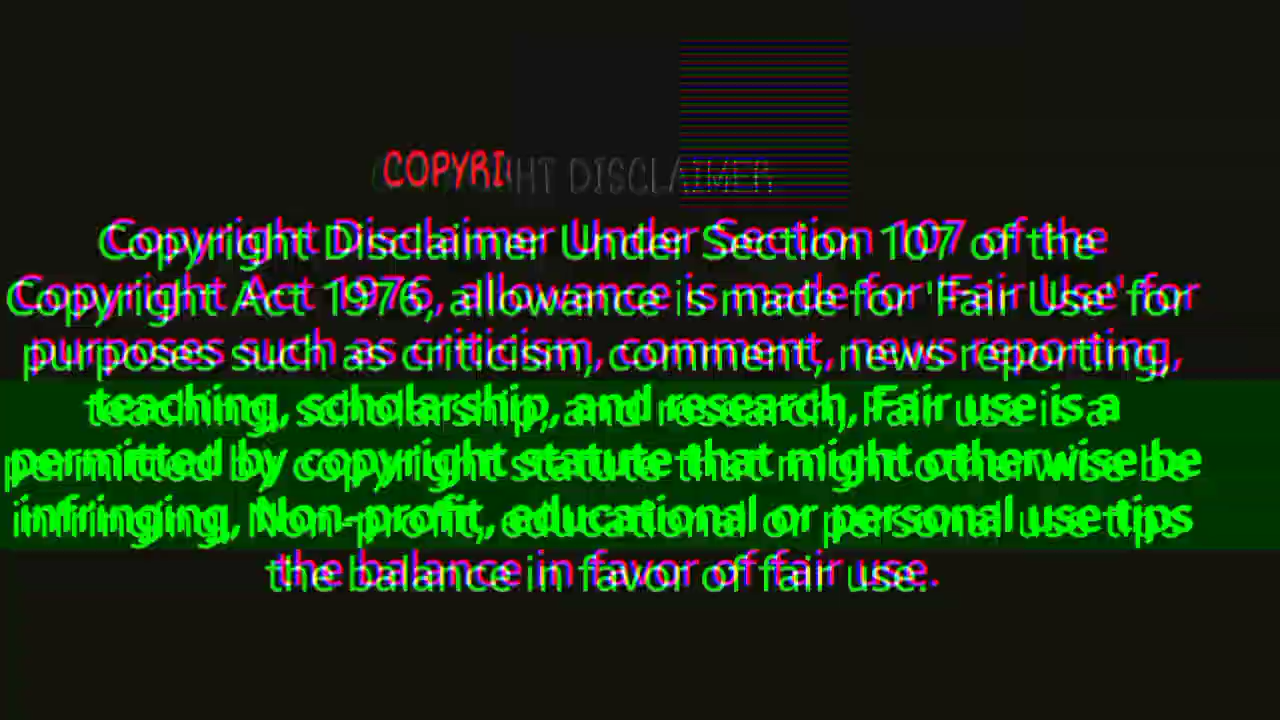 COPYRIGHT DISCLAIMER
Copyright Disclaimer Under Section 107 of the
Copyright Act 1976, allowance is made for 'Fair Use' for
purposes such as criticism, comment, news reporting,
teaching, scholarship, and research, Fair use is a
permitted by copyright statute that might otherwise be
infringing, Non-profit, educational or personal use tips
the balance in favor of fair use.